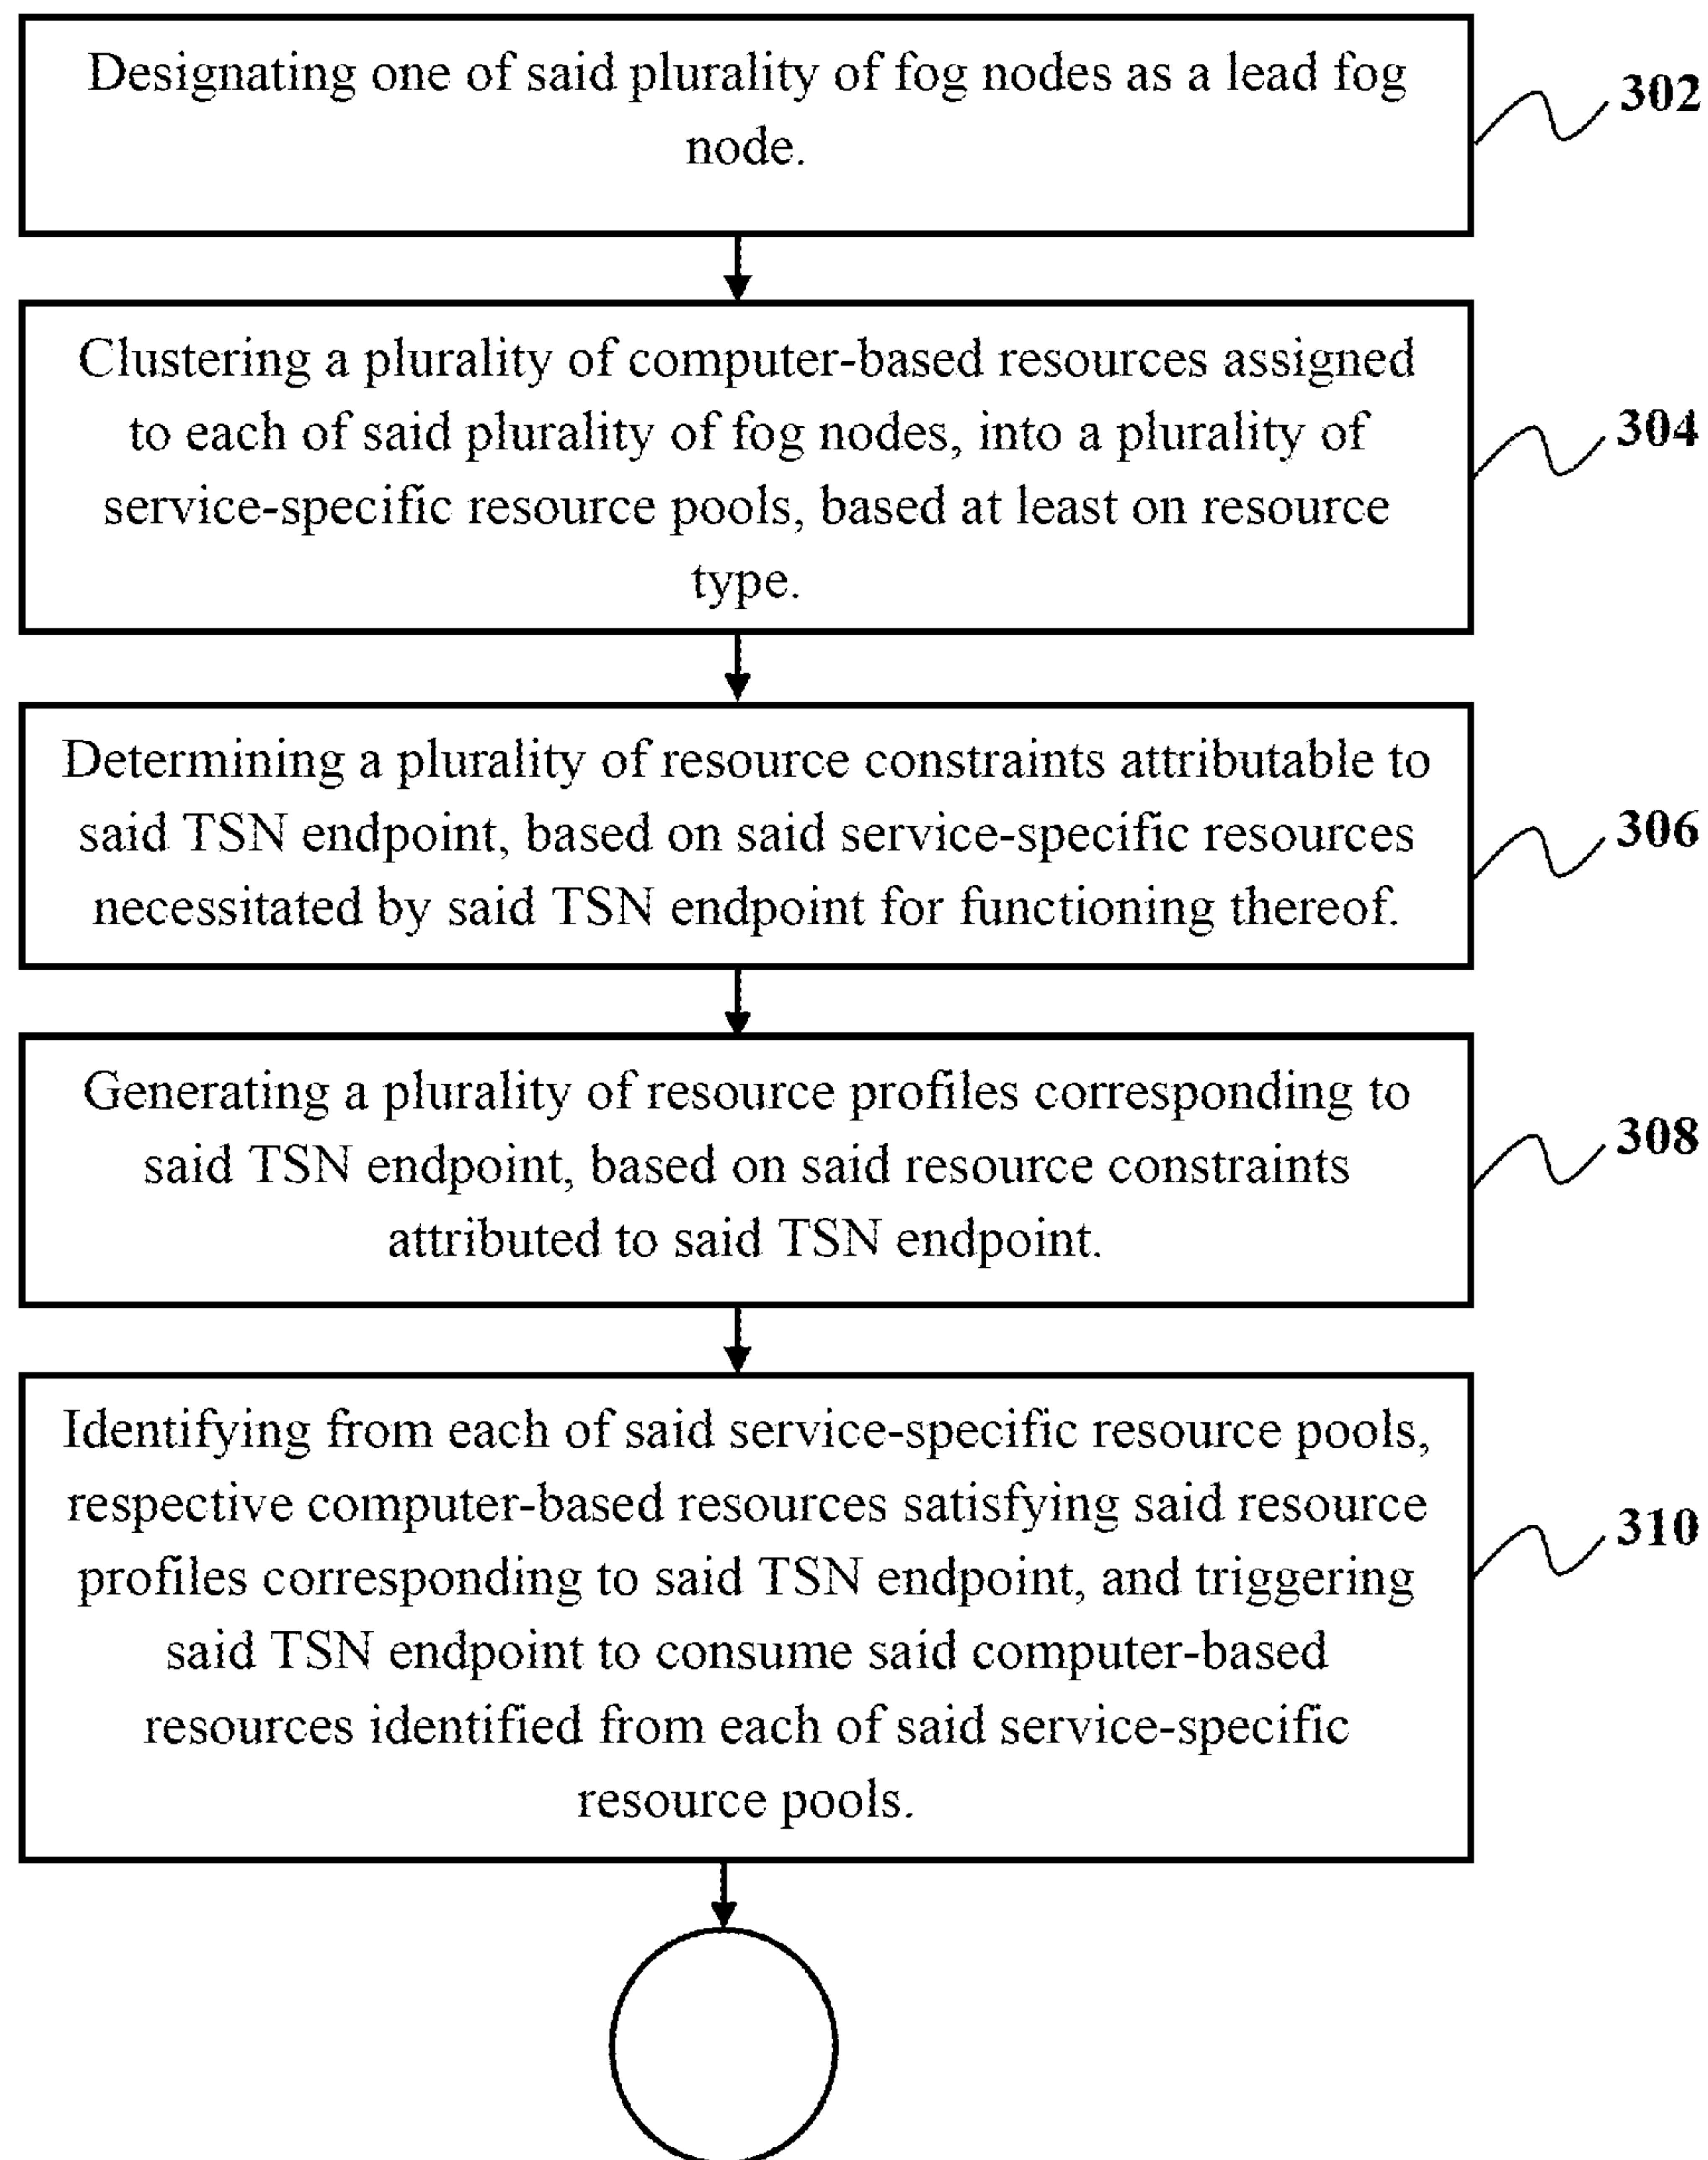 Designating one of said plurality of fog nodes as a lead fog
node.
302
Clustering a plurality of computer-based resources assigned
to each of said plurality of fog nodes, into a plurality of
service-specific resource pools, based at least on resource
type.
304
Determining a plurality of resource constraints attributable to
said TSN endpoint, based on said service-specific resources
necessitated by said TSN endpoint for functioning thereof.
306
Generating a plurality of resource profiles corresponding to
said TSN endpoint, based on said resource constraints
attributed to said TSN endpoint.
308
Identifying from each of said service-specific resource pools,
respective computer-based resources satisfying said resource
profiles corresponding to said TSN endpoint, and triggering
said TSN endpoint to consume said computer-based
resources identified from each of said service-specific
resource pools.
310